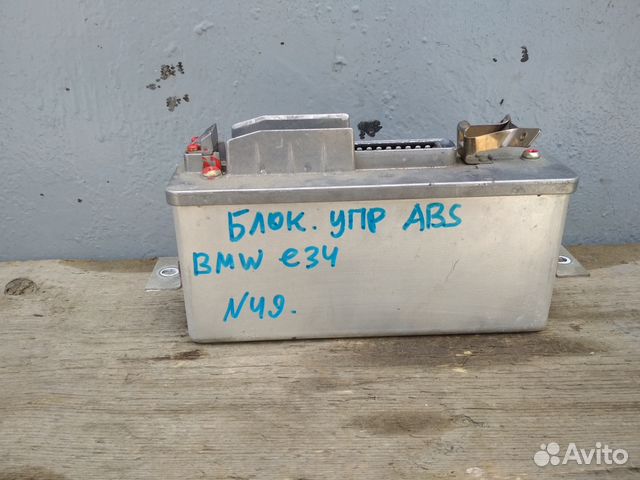 Блок. упр ABS
BMW e34
N49.
Avito